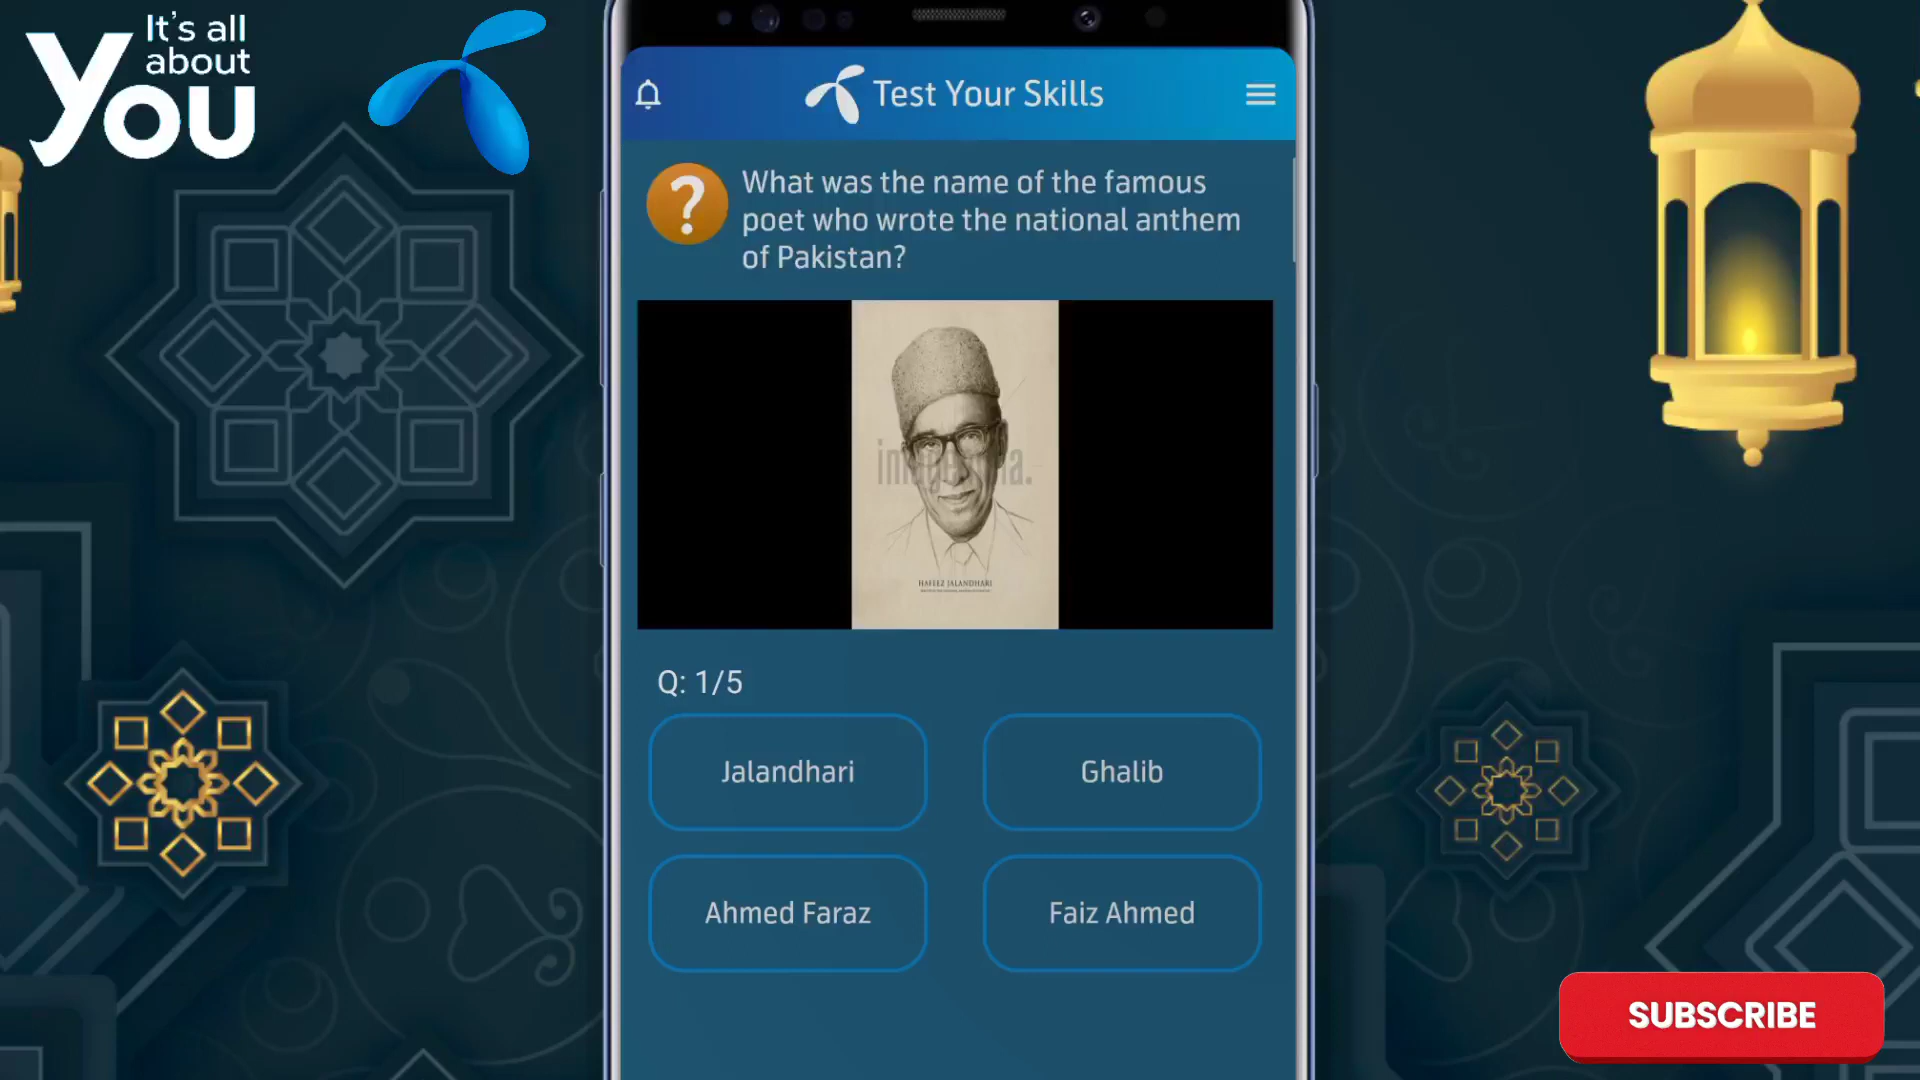 It's all
about
You
Test Your Skills
What was the name of the famous
poet who wrote the national anthem
of Pakistan?
HAFEEZ JALANDHARI
Q: 1/5
Jalandhari
Ghalib
Ahmed Faraz
Faiz Ahmed
SUBSCRIBE